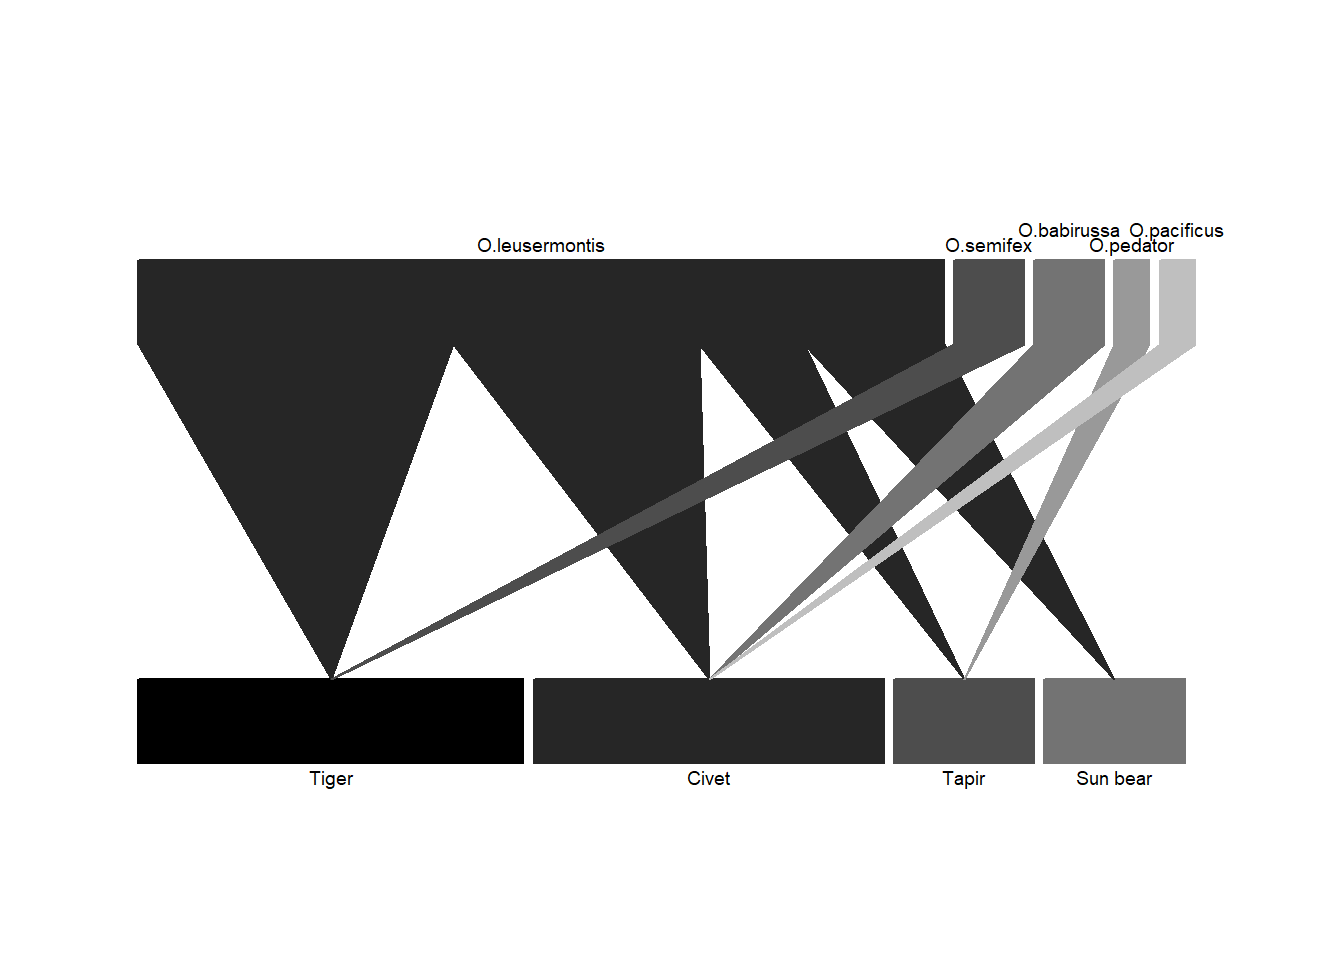 O.babirussa O.pacificus
O.leusermontis O.semifex O.pedator
Tiger Civet Tapir Sun bear